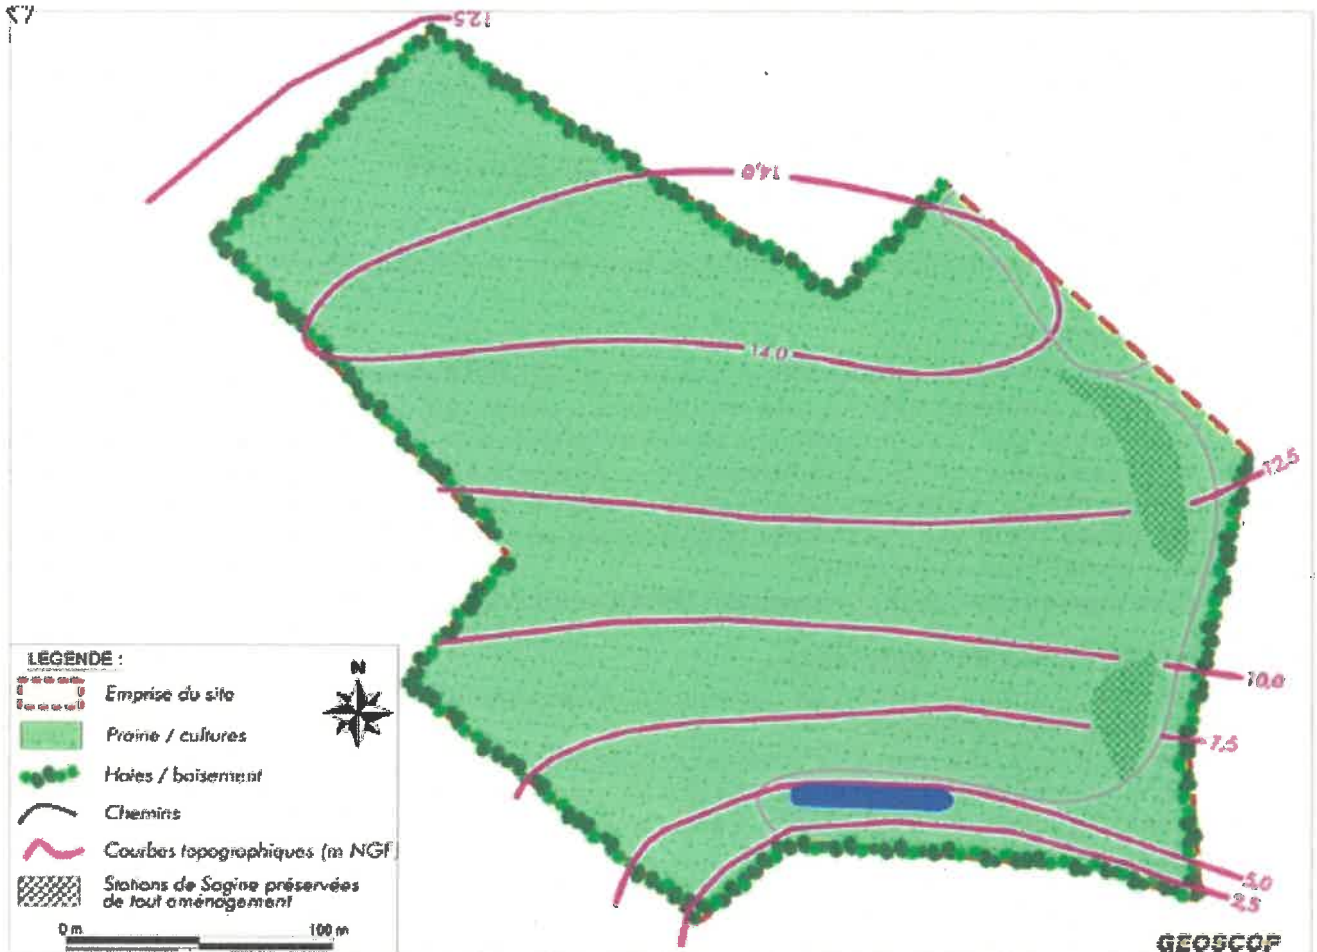 12.5
14,0
14.0
12,5
10,0
7,5
5,0
2,5
LEGENDE :
N
Emprise du site
Prairie / cultures
Haies / boisement
Chemins
Courbes topographiques (m NGF)
Stations de Sagine préservées
de tout aménagement
0 m 100 m
GEOSCOP